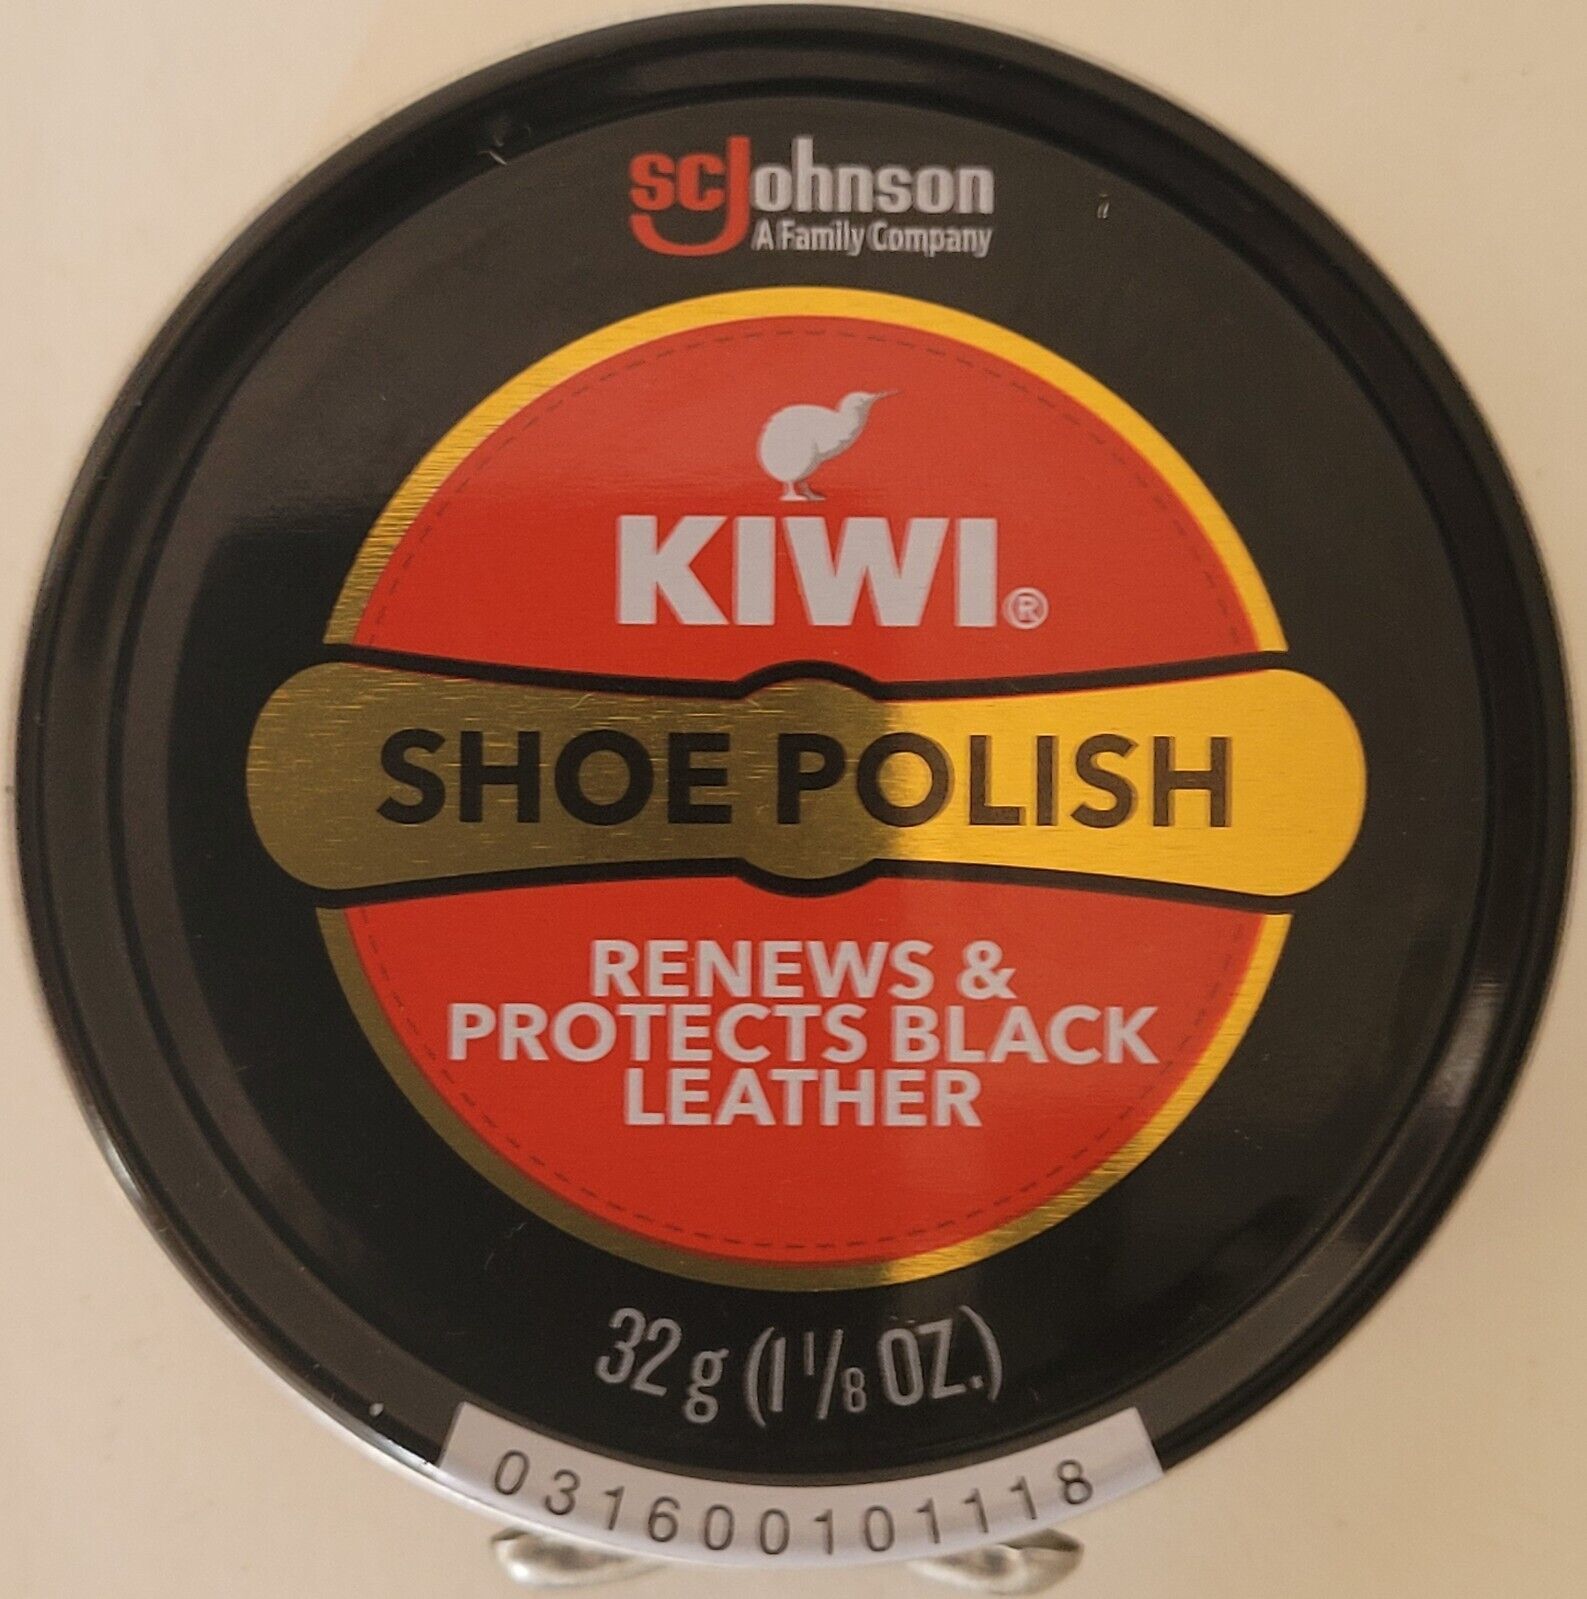 scJohnson
A Family Company
KIWI®
SHOE POLISH
RENEWS &
PROTECTS BLACK
LEATHER
32 g (1 1/8 OZ.)
031600101118